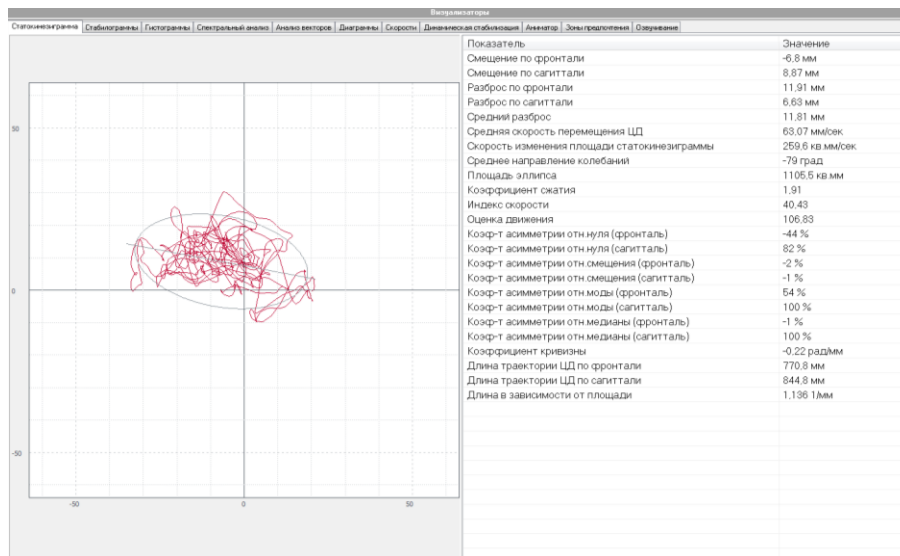 Визуализаторы
Статокинезиграмма Стабилограммы Гистограммы Спектральный анализ Анализ векторов Диаграммы Скорости Динамическая стабилизация Аниматор Зоны предпочтения Озвучивание
Показатель Значение
Смещение по фронтали -6,8 мм
Смещение по сагиттали 8,87 мм
Разброс по фронтали 11,91 мм
Разброс по сагиттали 6,63 мм
Средний разброс 11,81 мм
Средняя скорость перемещения ЦД 63,07 мм/сек
Скорость изменения площади статокинезиграммы 259,6 кв.мм/сек
Среднее направление колебаний -79 град
Площадь эллипса 1105,5 кв.мм
Коэффициент сжатия 1,91
Индекс скорости 40,43
Оценка движения 106,83
Коэф-т асимметрии отн.нуля (фронталь) -44 %
Коэф-т асимметрии отн.нуля (сагитталь) 82 %
Коэф-т асимметрии отн.смещения (фронталь) -2 %
Коэф-т асимметрии отн.смещения (сагитталь) -1 %
Коэф-т асимметрии отн.моды (фронталь) 54 %
Коэф-т асимметрии отн.моды (сагитталь) 100 %
Коэф-т асимметрии отн.медианы (фронталь) -1 %
Коэф-т асимметрии отн.медианы (сагитталь) 100 %
Коэффициент кривизны -0,22 рад/мм
Длина траектории ЦД по фронтали 770,8 мм
Длина траектории ЦД по сагиттали 844,8 мм
Длина в зависимости от площади 1,136 1/мм
50
0
-50
-50 0 50